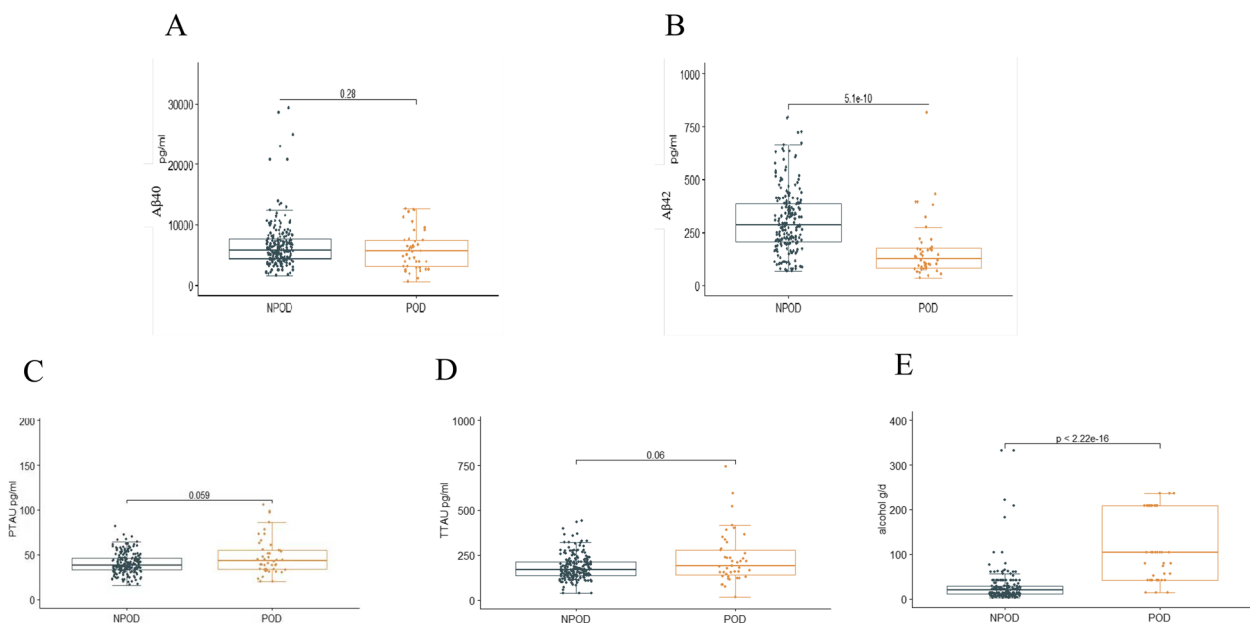 A
Aβ40
pg/ml
30000
20000
10000
0
0.28
NPOD
POD
B
Aβ42
pg/ml
1000
750
500
250
0
5.1e-10
NPOD
POD
C
PTAU pg/ml
200
150
100
50
0
0.059
NPOD
POD
D
TTAU pg/ml
1000
750
500
250
0
0.06
NPOD
POD
E
alcohol g/d
400
300
200
100
0
p < 2.22e-16
NPOD
POD